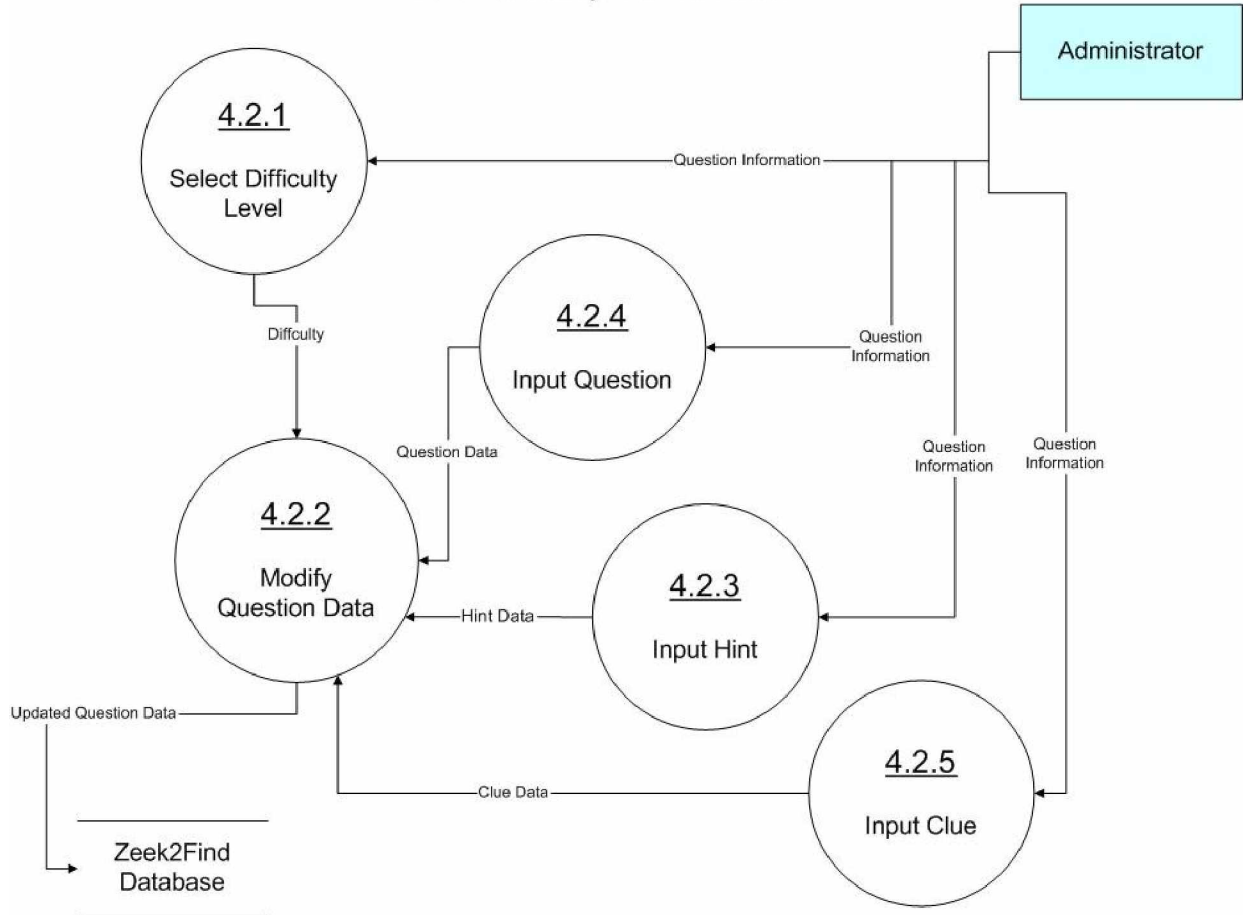 Administrator
4.2.1
Select Difficulty
Level
Question Information
Diffculty
4.2.4
Input Question
Question
Information
Question Data
Question
Information
Question
Information
4.2.2
Modify
Question Data
4.2.3
Input Hint
Hint Data
Updated Question Data
4.2.5
Input Clue
Clue Data
Zeek2Find
Database